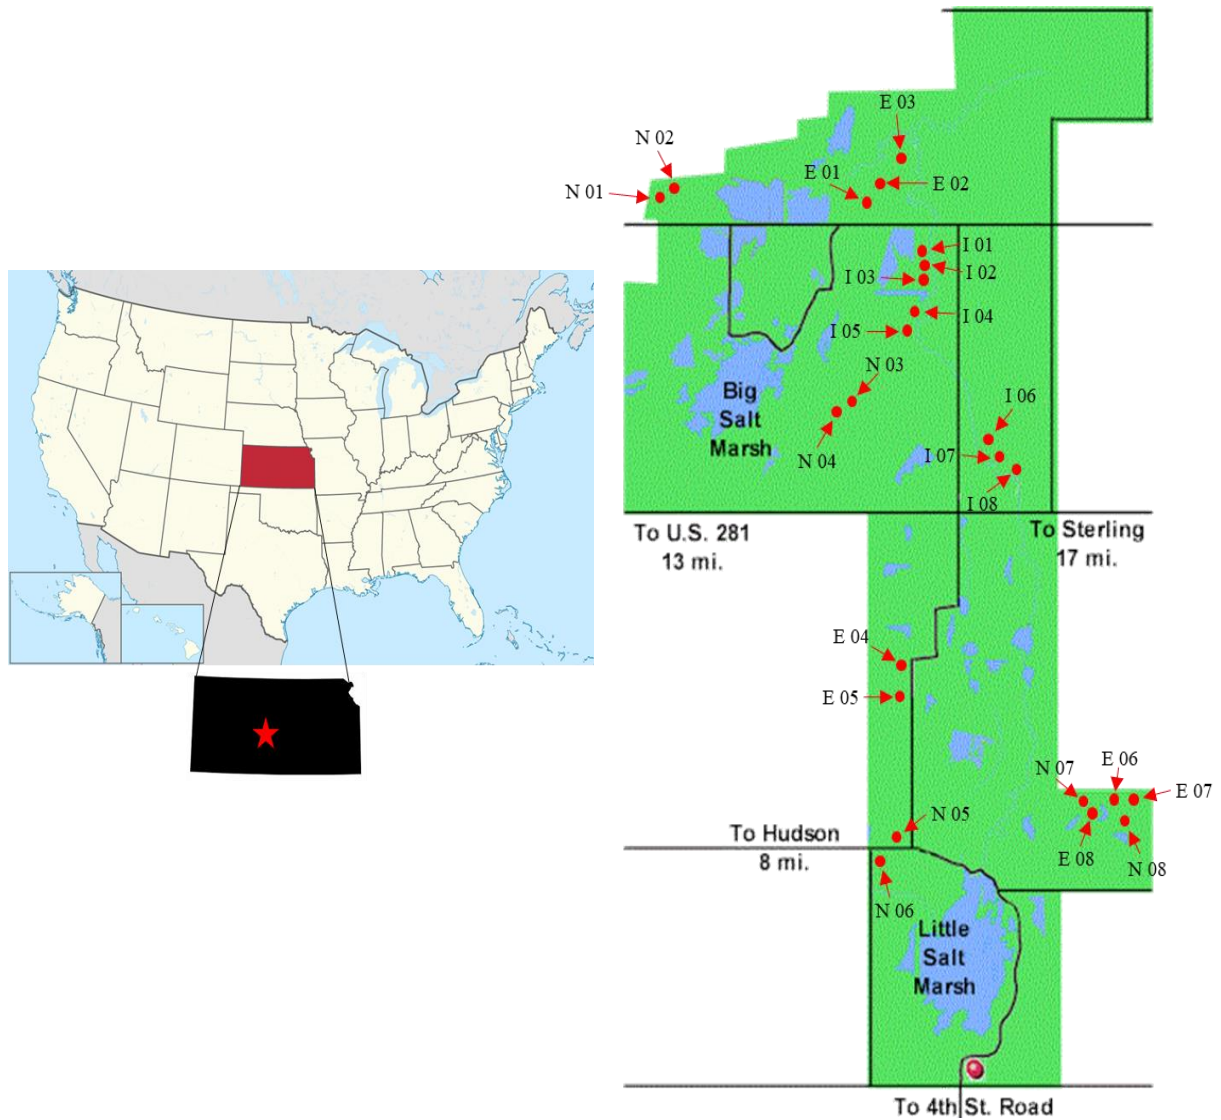 E 03
N 02
E 01
E 02
N 01
I 01
I 02
I 03
I 04
I 05
N 03
Big
Salt
Marsh
I 06
N 04
I 07
I 08
To U.S. 281
13 mi.
To Sterling
17 mi.
E 04
E 05
E 06
N 07
E 07
N 05
To Hudson
8 mi.
E 08
N 08
N 06
Little
Salt
Marsh
To 4th St. Road